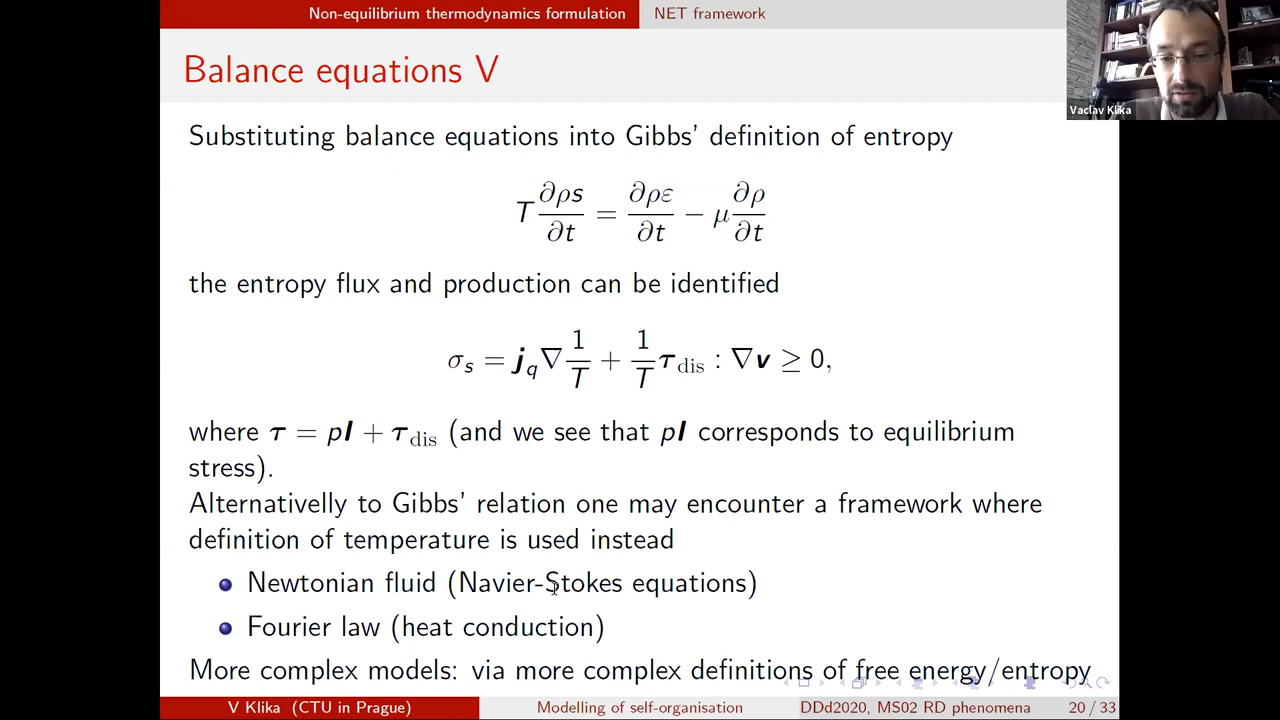 Non-equilibrium thermodynamics formulation NET framework
Balance equations V
Vaclav Klika
Substituting balance equations into Gibbs' definition of entropy
T ∂ρs/∂t = ∂ρε/∂t − μ ∂ρ/∂t
the entropy flux and production can be identified
σ_s = j_q ∇ 1/T + 1/T τ_dis : ∇v ≥ 0,
where τ = pI + τ_dis (and we see that pI corresponds to equilibrium
stress).
Alternativelly to Gibbs' relation one may encounter a framework where
definition of temperature is used instead
Newtonian fluid (Navier-Stokes equations)
Fourier law (heat conduction)
More complex models: via more complex definitions of free energy/entropy
V Klika (CTU in Prague) Modelling of self-organisation DDd2020, MS02 RD phenomena 20 / 33